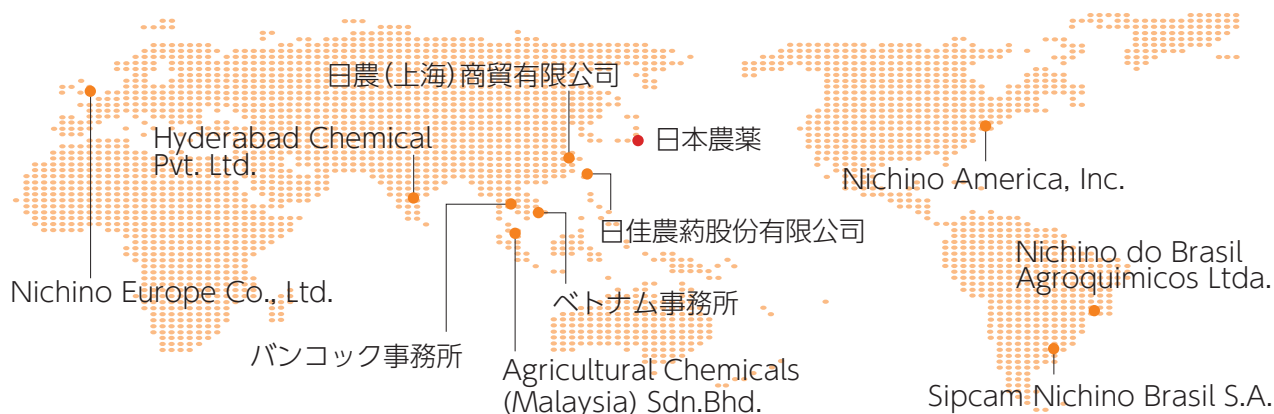 日農(上海)商貿有限公司
Hyderabad Chemical
Pvt. Ltd.
日本農薬
Nichino America, Inc.
日佳農葯股份有限公司
Nichino do Brasil
Agroquimicos Ltda.
Nichino Europe Co., Ltd.
ベトナム事務所
バンコック事務所
Agricultural Chemicals
(Malaysia) Sdn.Bhd.
Sipcam Nichino Brasil S.A.